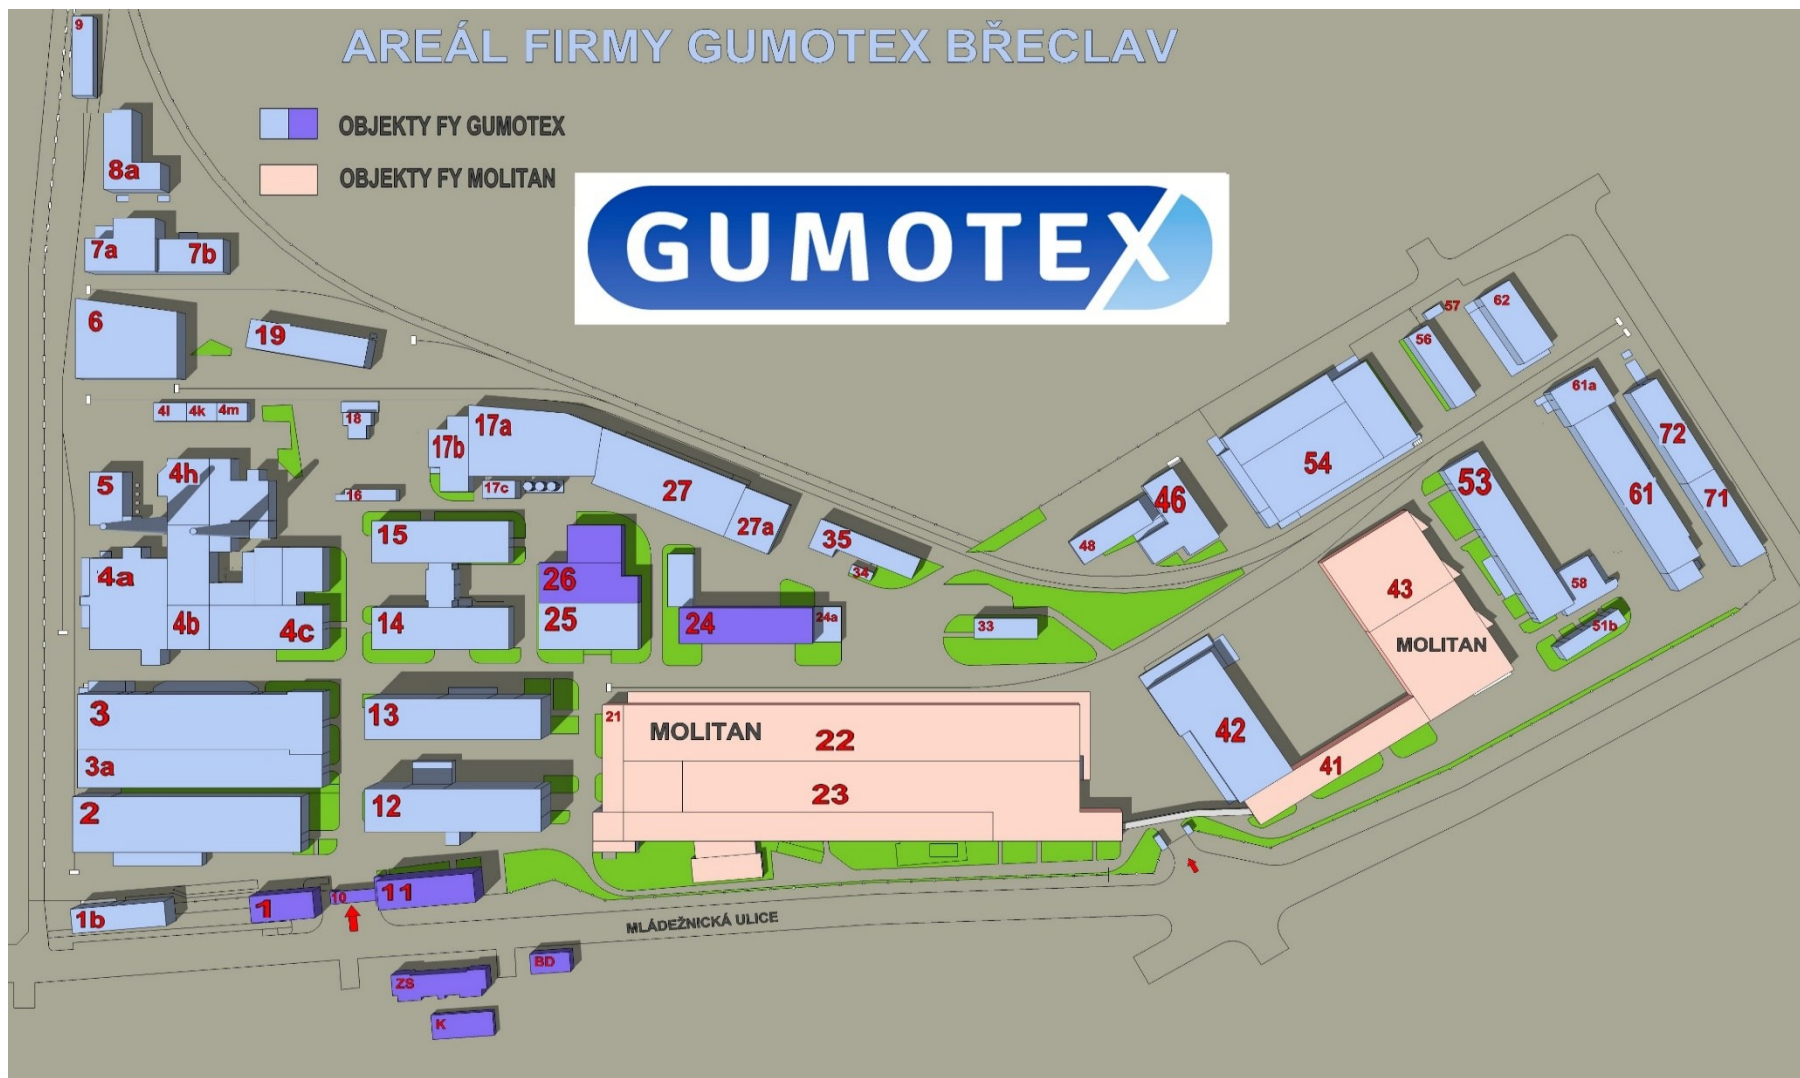 9
AREÁL FIRMY GUMOTEX BŘECLAV
OBJEKTY FY GUMOTEX
OBJEKTY FY MOLITAN
8a
GUMOTEX
7a
7b
6
19
57
62
56
61a
4l
4k
4m
18
17a
17b
72
54
5
4h
16
17c
27
27a
46
53
61
71
15
35
48
34
4a
26
43
58
4b
4c
14
25
24
24a
33
51b
MOLITAN
3
13
21
MOLITAN
22
42
3a
41
2
12
23
1b
1
10
11
MLÁDEŽNICKÁ ULICE
BD
ZS
K